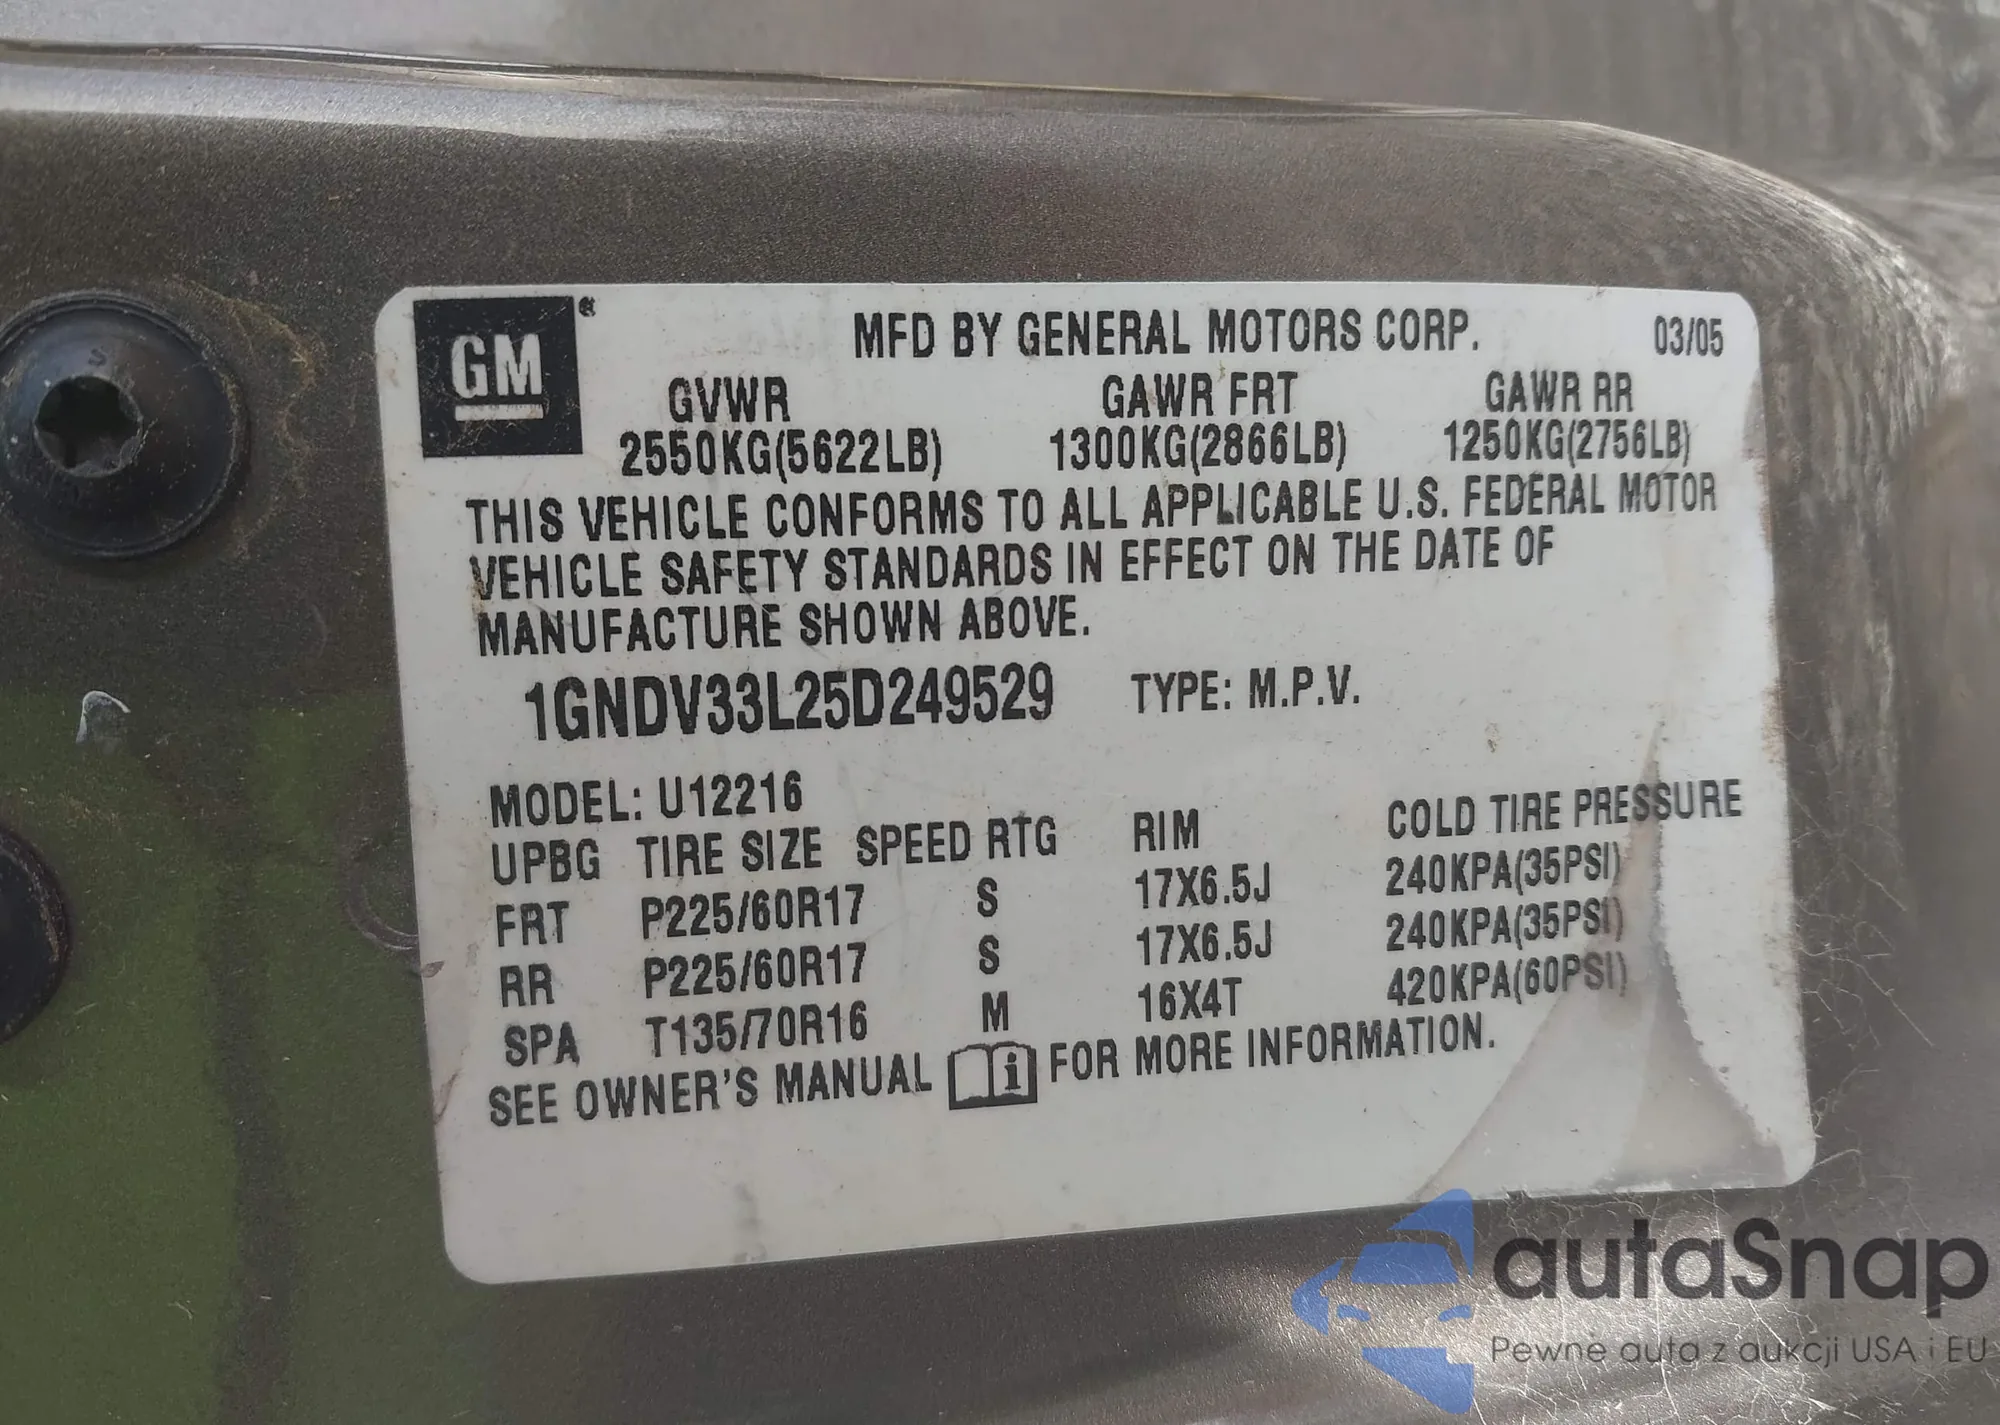 GM®
MFD BY GENERAL MOTORS CORP. 03/05
GVWR GAWR FRT GAWR RR
2550KG(5622LB) 1300KG(2866LB) 1250KG(2756LB)
THIS VEHICLE CONFORMS TO ALL APPLICABLE U.S. FEDERAL MOTOR
VEHICLE SAFETY STANDARDS IN EFFECT ON THE DATE OF
MANUFACTURE SHOWN ABOVE.
1GNDV33L25D249529 TYPE: M.P.V.
MODEL: U12216
UPBG TIRE SIZE SPEED RTG RIM COLD TIRE PRESSURE
FRT P225/60R17 S 17X6.5J 240KPA(35PSI)
RR P225/60R17 S 17X6.5J 240KPA(35PSI)
SPA T135/70R16 M 16X4T 420KPA(60PSI)
SEE OWNER'S MANUAL i FOR MORE INFORMATION.
autaSnap
Pewne auta z aukcji USA i EU